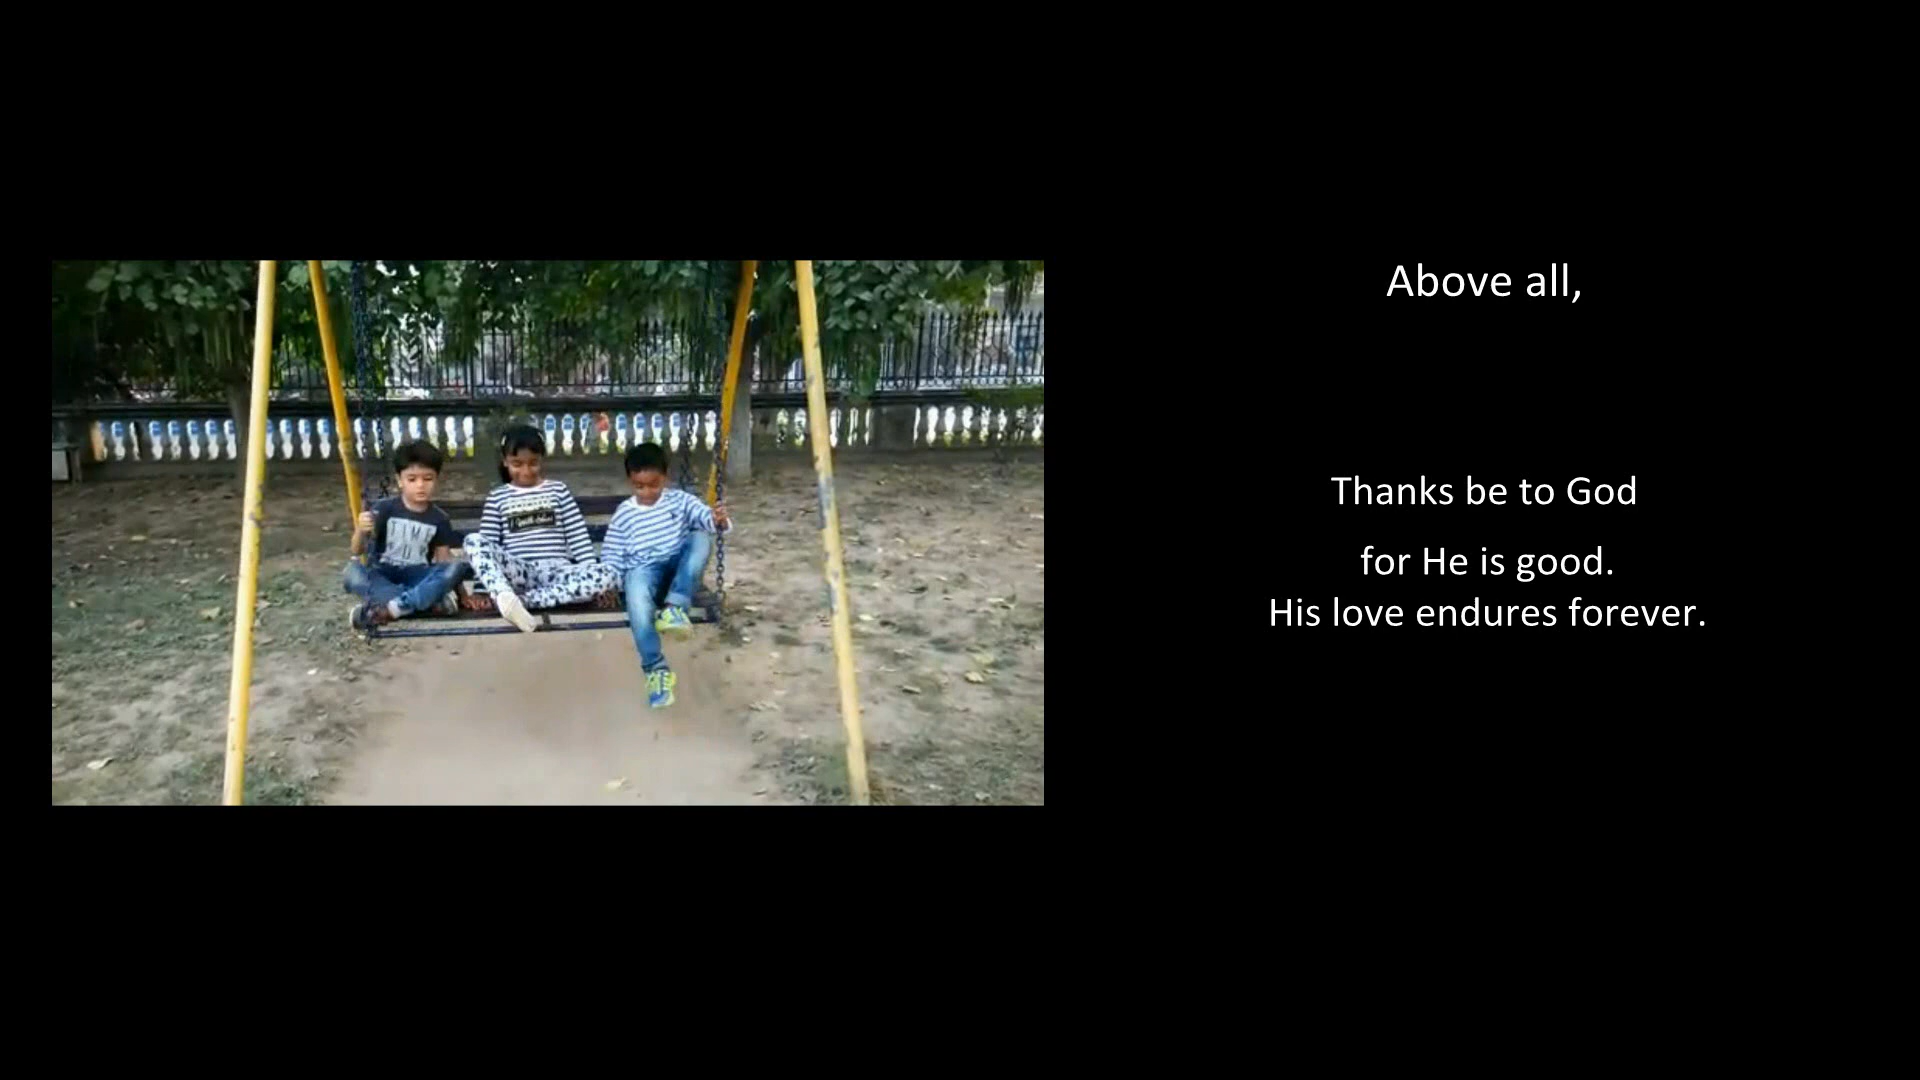 Above all,
Thanks be to God
for He is good.
His love endures forever.